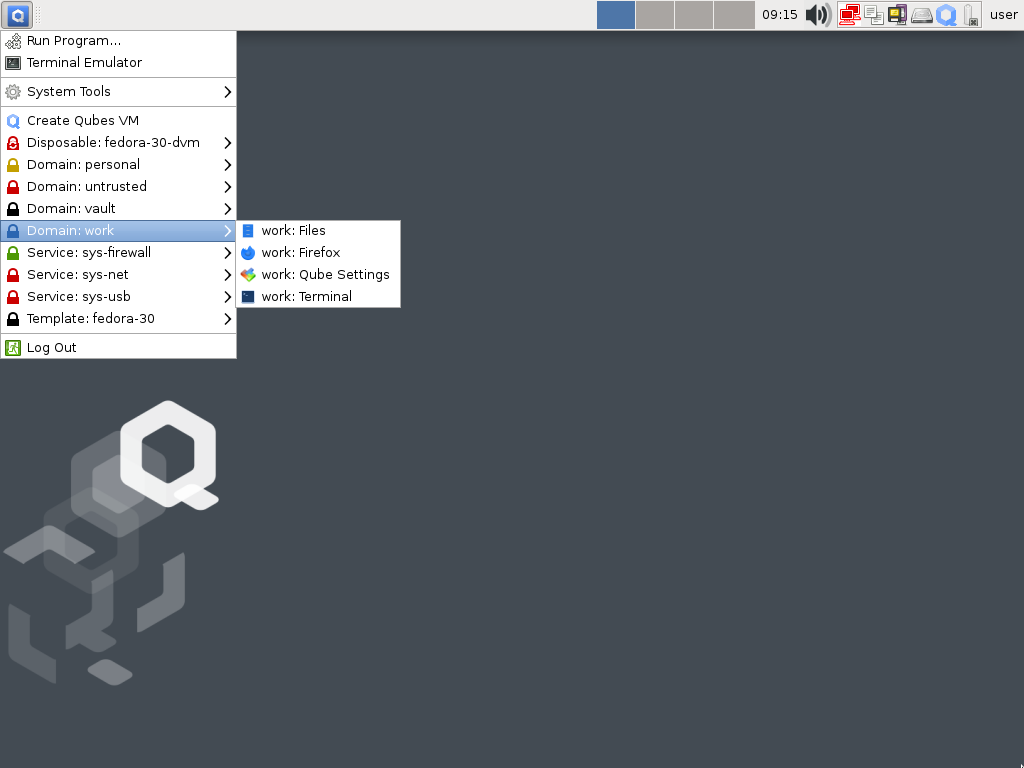 09:15
user
Run Program...
Terminal Emulator
System Tools
Create Qubes VM
Disposable: fedora-30-dvm
Domain: personal
Domain: untrusted
Domain: vault
Domain: work
work: Files
work: Firefox
work: Qube Settings
work: Terminal
Service: sys-firewall
Service: sys-net
Service: sys-usb
Template: fedora-30
Log Out